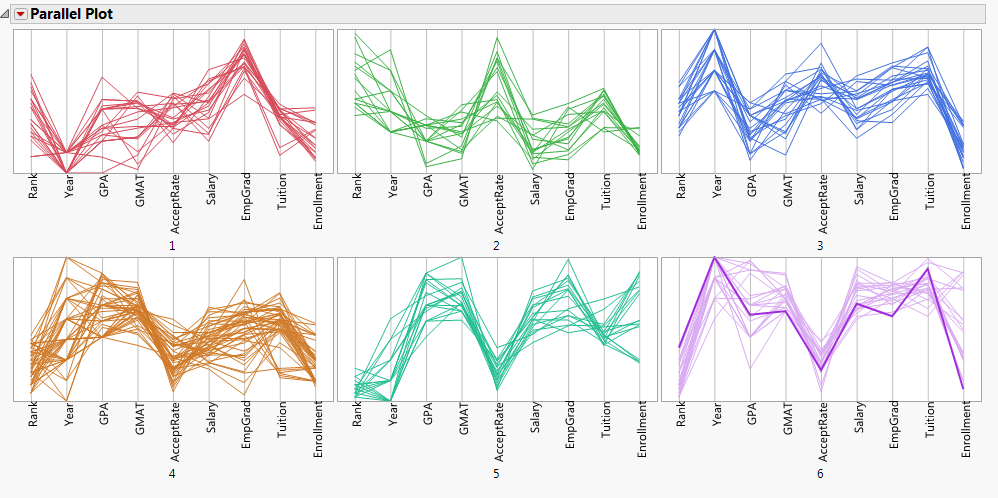 Parallel Plot
Rank Year GPA GMAT AcceptRate Salary EmpGrad Tuition Enrollment
Rank Year GPA GMAT AcceptRate Salary EmpGrad Tuition Enrollment
Rank Year GPA GMAT AcceptRate Salary EmpGrad Tuition Enrollment
1 2 3
Rank Year GPA GMAT AcceptRate Salary EmpGrad Tuition Enrollment
Rank Year GPA GMAT AcceptRate Salary EmpGrad Tuition Enrollment
Rank Year GPA GMAT AcceptRate Salary EmpGrad Tuition Enrollment
4 5 6